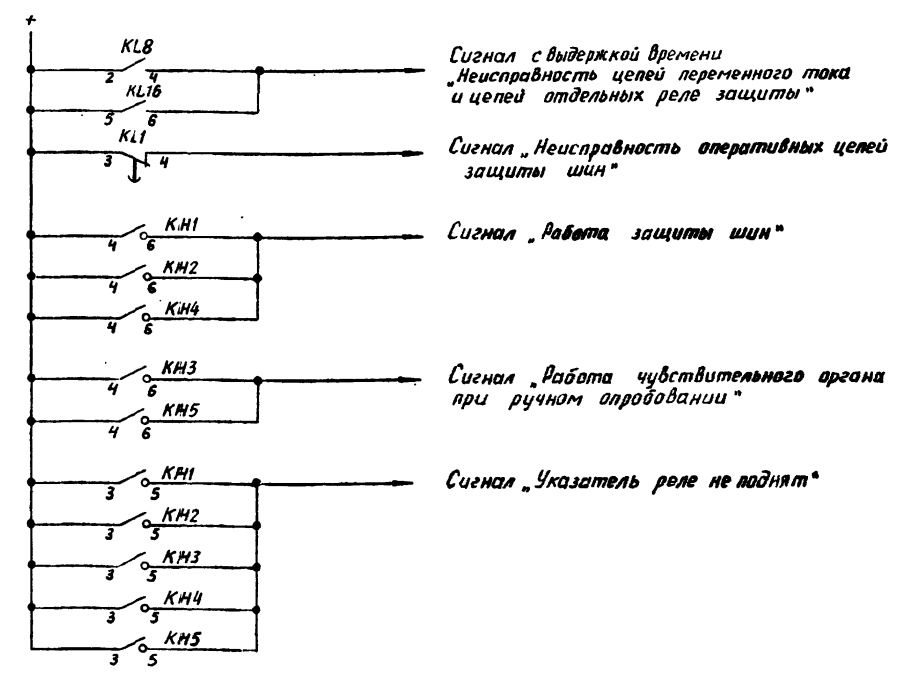 +
KL8
2 4
Сигнал с выдержкой времени
„Неисправность цепей переменного тока
и цепей отдельных реле защиты"
KL16
5 6
KL1
3 4
Сигнал „Неисправность оперативных цепей
защиты шин"
KH1
4 6
Сигнал „Работа защиты шин"
KH2
4 6
KH4
4 6
KH3
4 6
Сигнал „Работа чувствительного органа
при ручном опробовании"
KH5
4 6
KH1
3 5
Сигнал „Указатель реле не поднят"
KH2
3 5
KH3
3 5
KH4
3 5
KH5
3 5